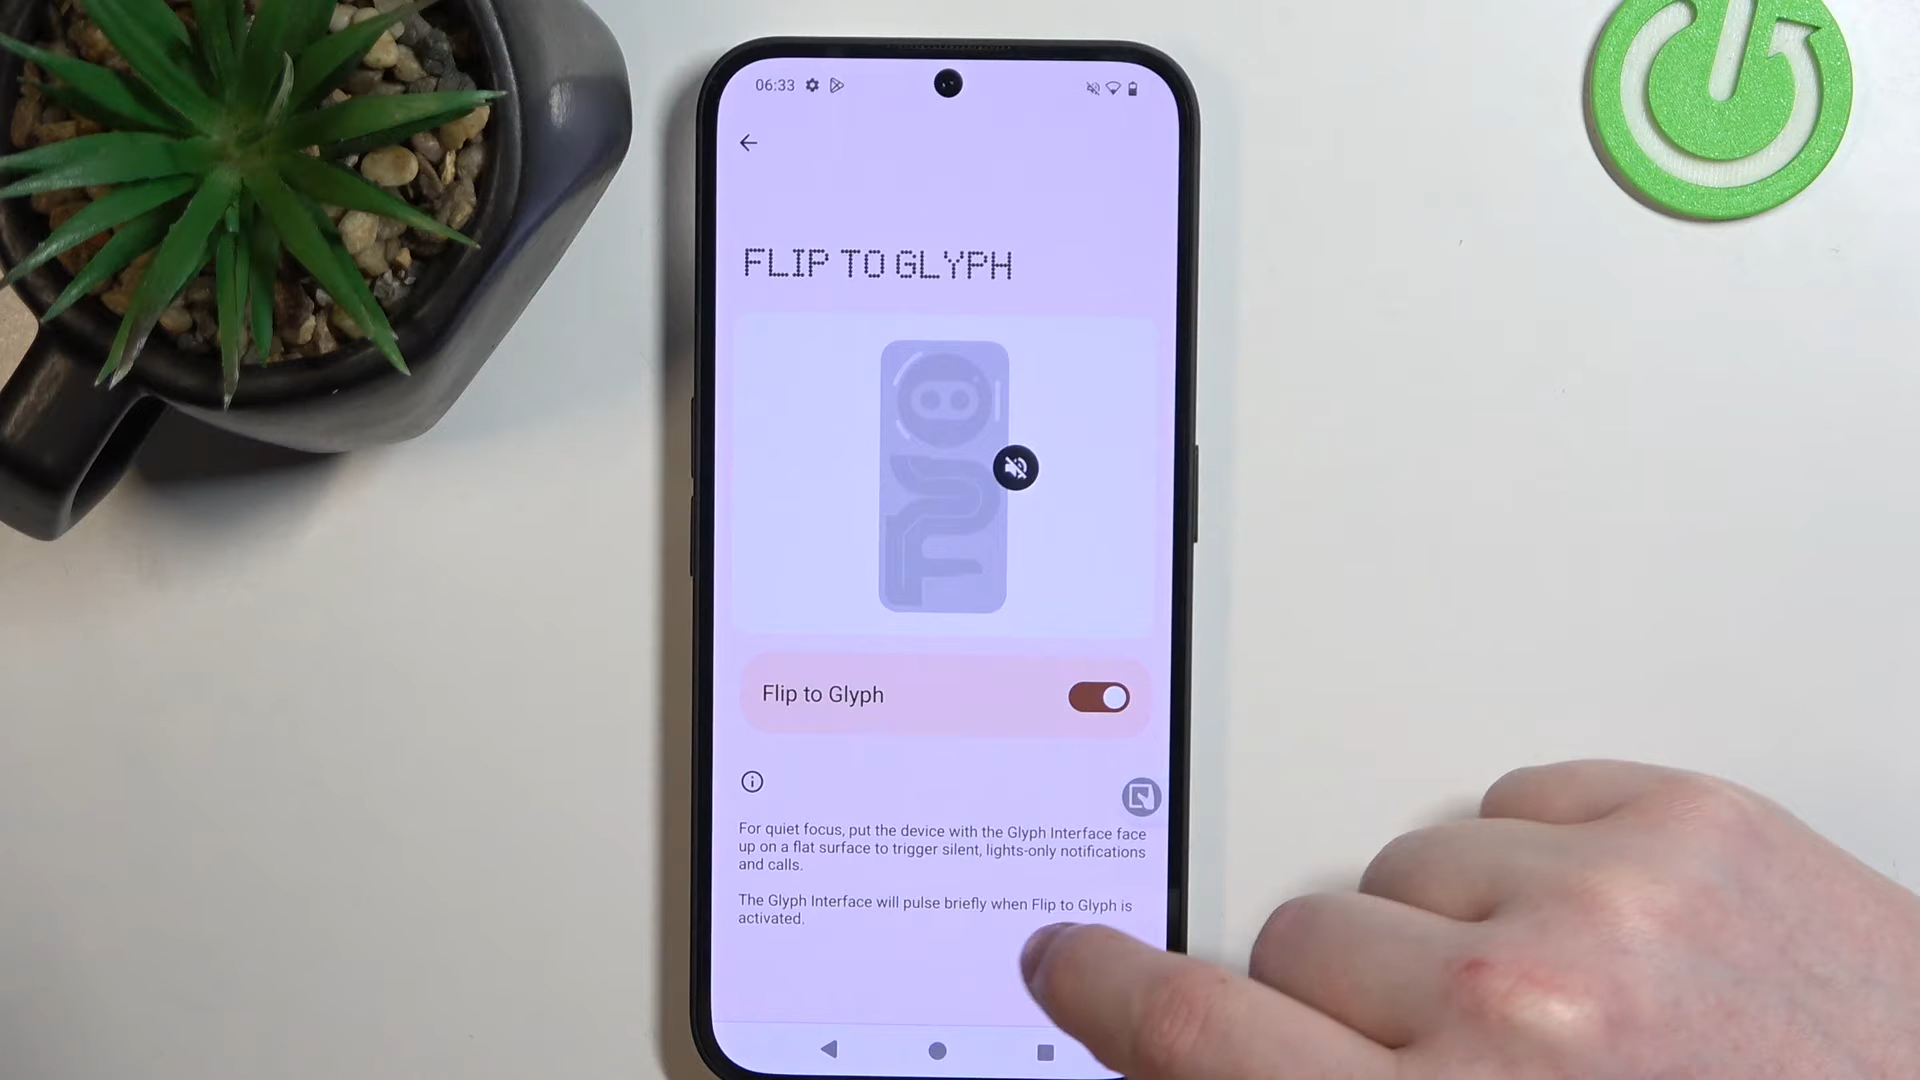 06:33
FLIP TO GLYPH
Flip to Glyph
For quiet focus, put the device with the Glyph Interface face
up on a flat surface to trigger silent, lights-only notifications
and calls.
The Glyph Interface will pulse briefly when Flip to Glyph is
activated.